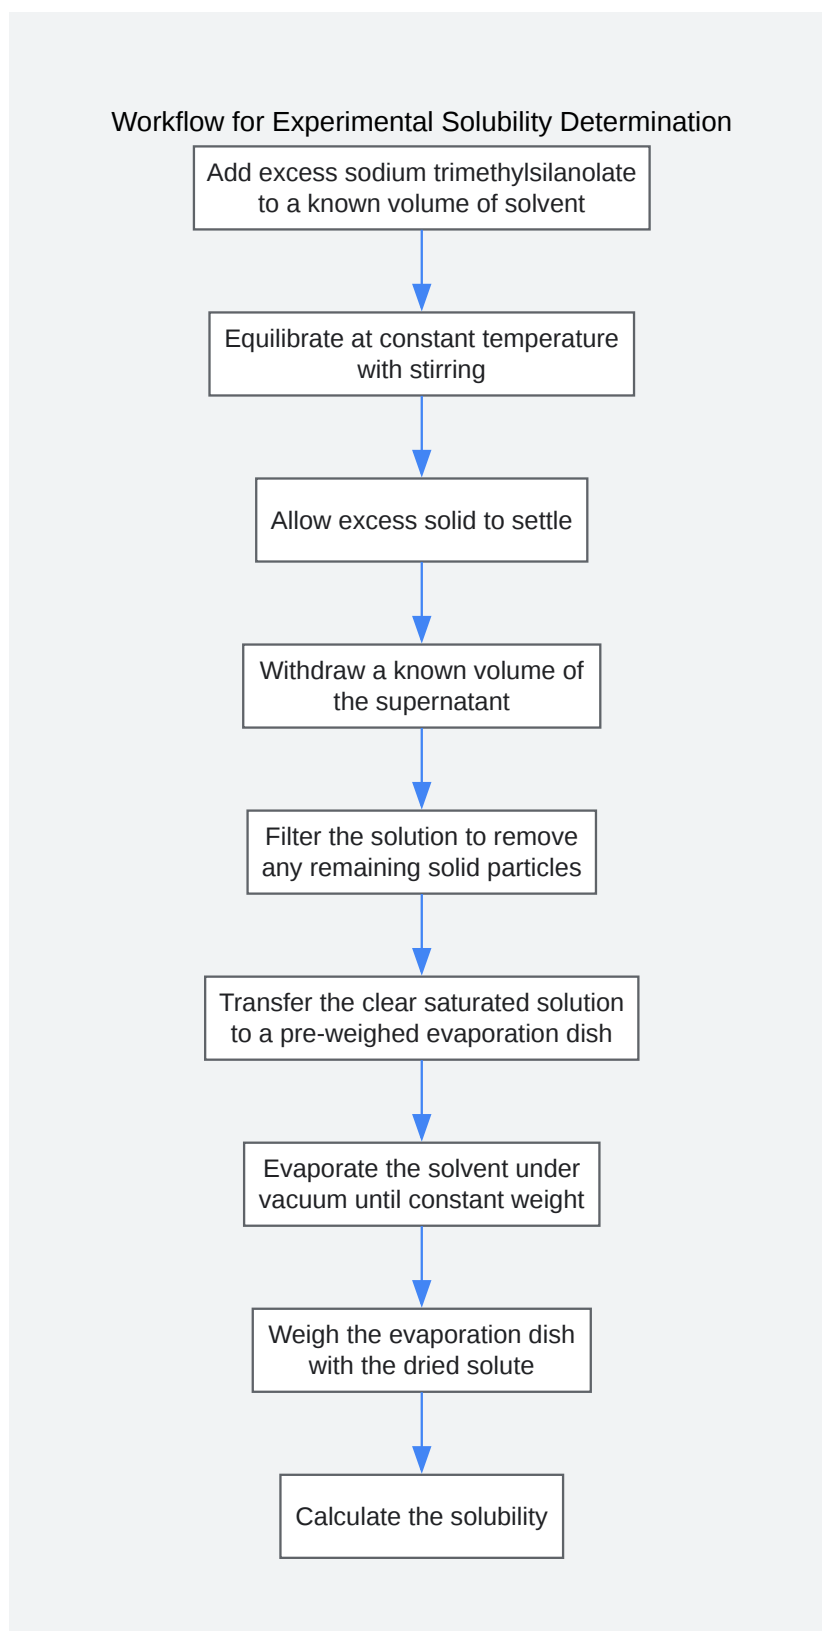 Workflow for Experimental Solubility Determination
Add excess sodium trimethylsilanolate
to a known volume of solvent
Equilibrate at constant temperature
with stirring
Allow excess solid to settle
Withdraw a known volume of
the supernatant
Filter the solution to remove
any remaining solid particles
Transfer the clear saturated solution
to a pre-weighed evaporation dish
Evaporate the solvent under
vacuum until constant weight
Weigh the evaporation dish
with the dried solute
Calculate the solubility